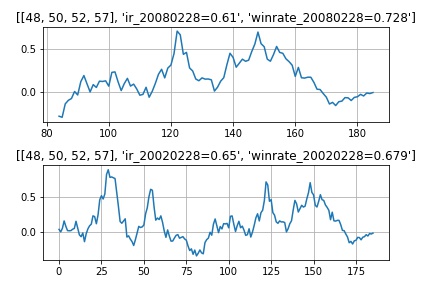 [[48, 50, 52, 57], 'ir_20080228=0.61', 'winrate_20080228=0.728']
0.5
0.0
80 100 120 140 160 180
[[48, 50, 52, 57], 'ir_20020228=0.65', 'winrate_20020228=0.679']
0.5
0.0
0 25 50 75 100 125 150 175